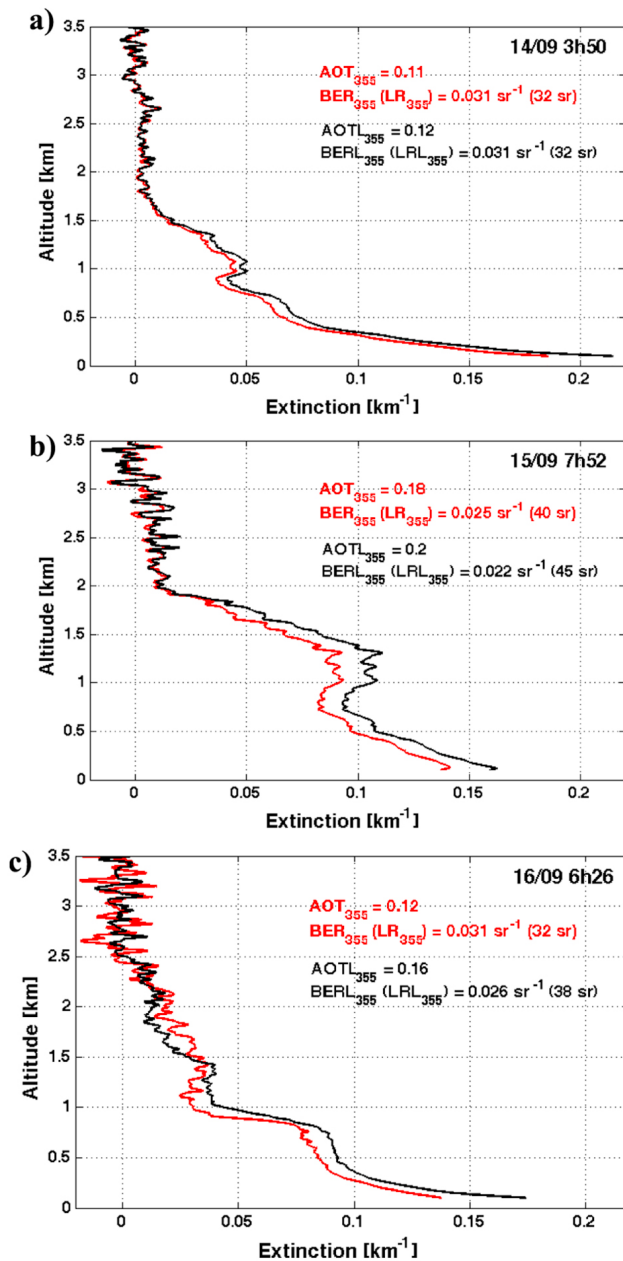 a)
14/09 3h50
AOT355 = 0.11
BER355 (LR355) = 0.031 sr-1 (32 sr)
AOTL355 = 0.12
BERL355 (LRL355) = 0.031 sr-1 (32 sr)
Altitude [km]
3.5
3
2.5
2
1.5
1
0.5
0
0 0.05 0.1 0.15 0.2
Extinction [km-1]
b)
15/09 7h52
AOT355 = 0.18
BER355 (LR355) = 0.025 sr-1 (40 sr)
AOTL355 = 0.2
BERL355 (LRL355) = 0.022 sr-1 (45 sr)
Altitude [km]
3.5
3
2.5
2
1.5
1
0.5
0
0 0.05 0.1 0.15 0.2
Extinction [km-1]
c)
16/09 6h26
AOT355 = 0.12
BER355 (LR355) = 0.031 sr-1 (32 sr)
AOTL355 = 0.16
BERL355 (LRL355) = 0.026 sr-1 (38 sr)
Altitude [km]
3.5
3
2.5
2
1.5
1
0.5
0
0 0.05 0.1 0.15 0.2
Extinction [km-1]